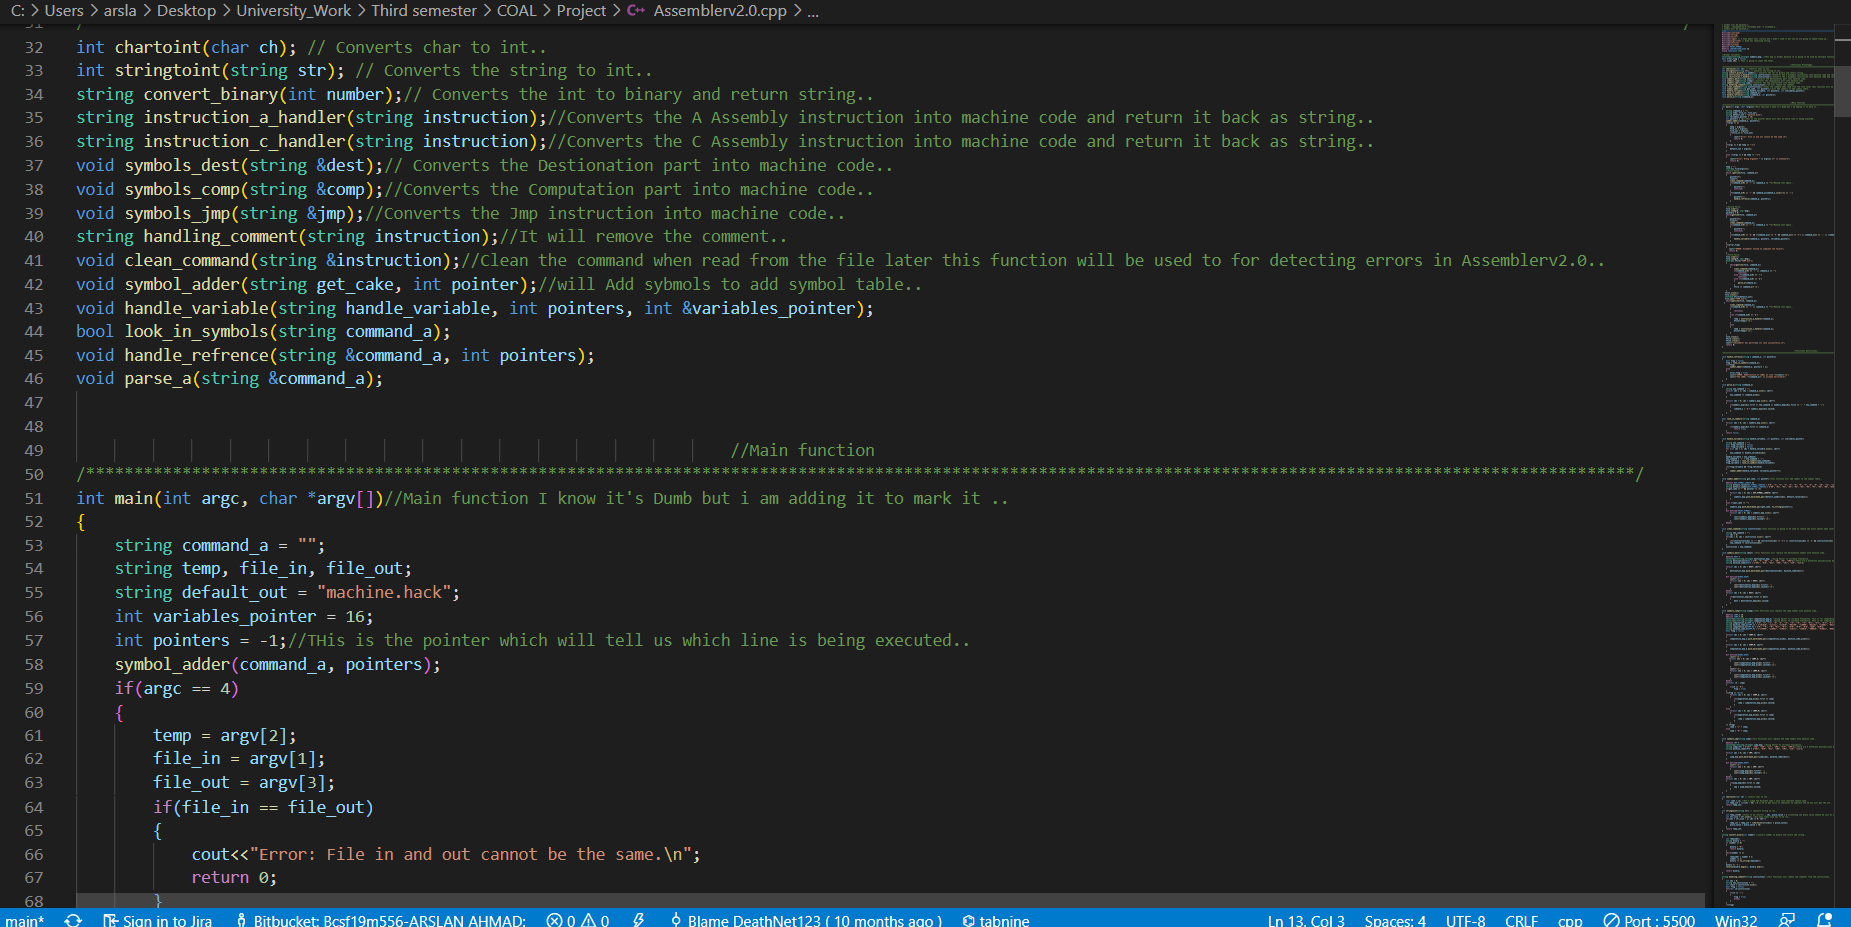 C: > Users > arsla > Desktop > University_Work > Third semester > COAL > Project > C++ Assemblerv2.0.cpp > ...
31 / /
32 int chartoint(char ch); // Converts char to int..
33 int stringtoint(string str); // Converts the string to int..
34 string convert_binary(int number);// Converts the int to binary and return string..
35 string instruction_a_handler(string instruction);//Converts the A Assembly instruction into machine code and return it back as string..
36 string instruction_c_handler(string instruction);//Converts the C Assembly instruction into machine code and return it back as string..
37 void symbols_dest(string &dest);// Converts the Destionation part into machine code..
38 void symbols_comp(string &comp);//Converts the Computation part into machine code..
39 void symbols_jmp(string &jmp);//Converts the Jmp instruction into machine code..
40 string handling_comment(string instruction);//It will remove the comment..
41 void clean_command(string &instruction);//Clean the command when read from the file later this function will be used to for detecting errors in Assemblerv2.0..
42 void symbol_adder(string get_cake, int pointer);//will Add sybmols to add symbol table..
43 void handle_variable(string handle_variable, int pointers, int &variables_pointer);
44 bool look_in_symbols(string command_a);
45 void handle_refrence(string &command_a, int pointers);
46 void parse_a(string &command_a);
47
48
49 //Main function
50 /******************************************************************************************************************************************************************/
51 int main(int argc, char *argv[])//Main function I know it's Dumb but i am adding it to mark it ..
52 {
53 string command_a = "";
54 string temp, file_in, file_out;
55 string default_out = "machine.hack";
56 int variables_pointer = 16;
57 int pointers = -1;//THis is the pointer which will tell us which line is being executed..
58 symbol_adder(command_a, pointers);
59 if(argc == 4)
60 {
61 temp = argv[2];
62 file_in = argv[1];
63 file_out = argv[3];
64 if(file_in == file_out)
65 {
66 cout<<"Error: File in and out cannot be the same.\n";
67 return 0;
68 }
main* Sign in to Jira Bitbucket: Bcsf19m556-ARSLAN AHMAD: 0 0 Blame DeathNet123 ( 10 months ago ) tabnine Ln 13, Col 3 Spaces: 4 UTF-8 CRLF cpp Port : 5500 Win32